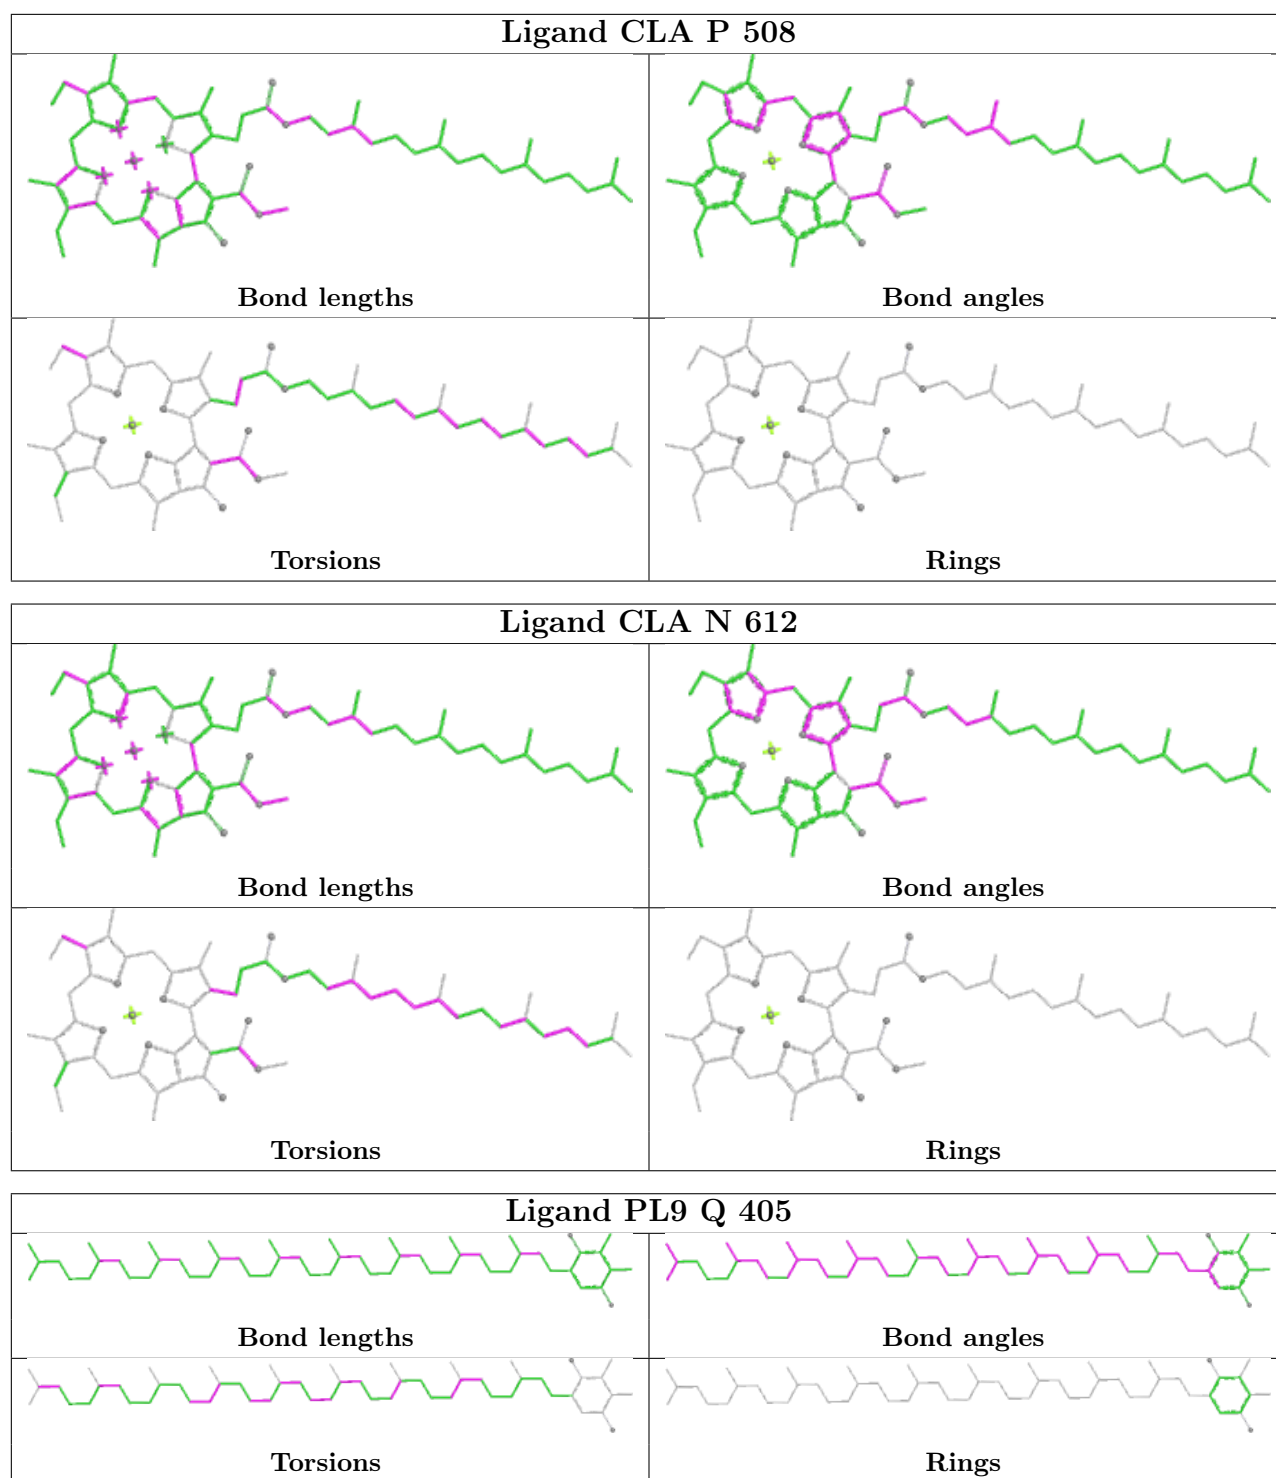 Ligand CLA P 508
Bond lengths
Bond angles
Torsions
Rings
Ligand CLA N 612
Bond lengths
Bond angles
Torsions
Rings
Ligand PL9 Q 405
Bond lengths
Bond angles
Torsions
Rings